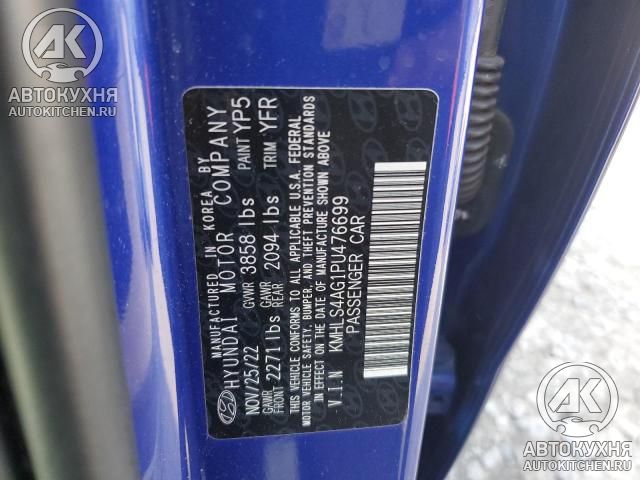 MANUFACTURED IN KOREA BY
HYUNDAI MOTOR COMPANY
NOV/25/22 GVWR 3858 lbs PAINT YP5
GAWR FRONT 2271 lbs GAWR REAR 2094 lbs TRIM YFR
THIS VEHICLE CONFORMS TO ALL APPLICABLE U.S.A. FEDERAL
MOTOR VEHICLE SAFETY, BUMPER, AND THEFT PREVENTION STANDARDS
IN EFFECT ON THE DATE OF MANUFACTURE SHOWN ABOVE
V.I.N KMHLS4AG1PU476699
PASSENGER CAR
АК
АВТОКУХНЯ
AUTOKITCHEN.RU
АК
АВТОКУХНЯ
AUTOKITCHEN.RU